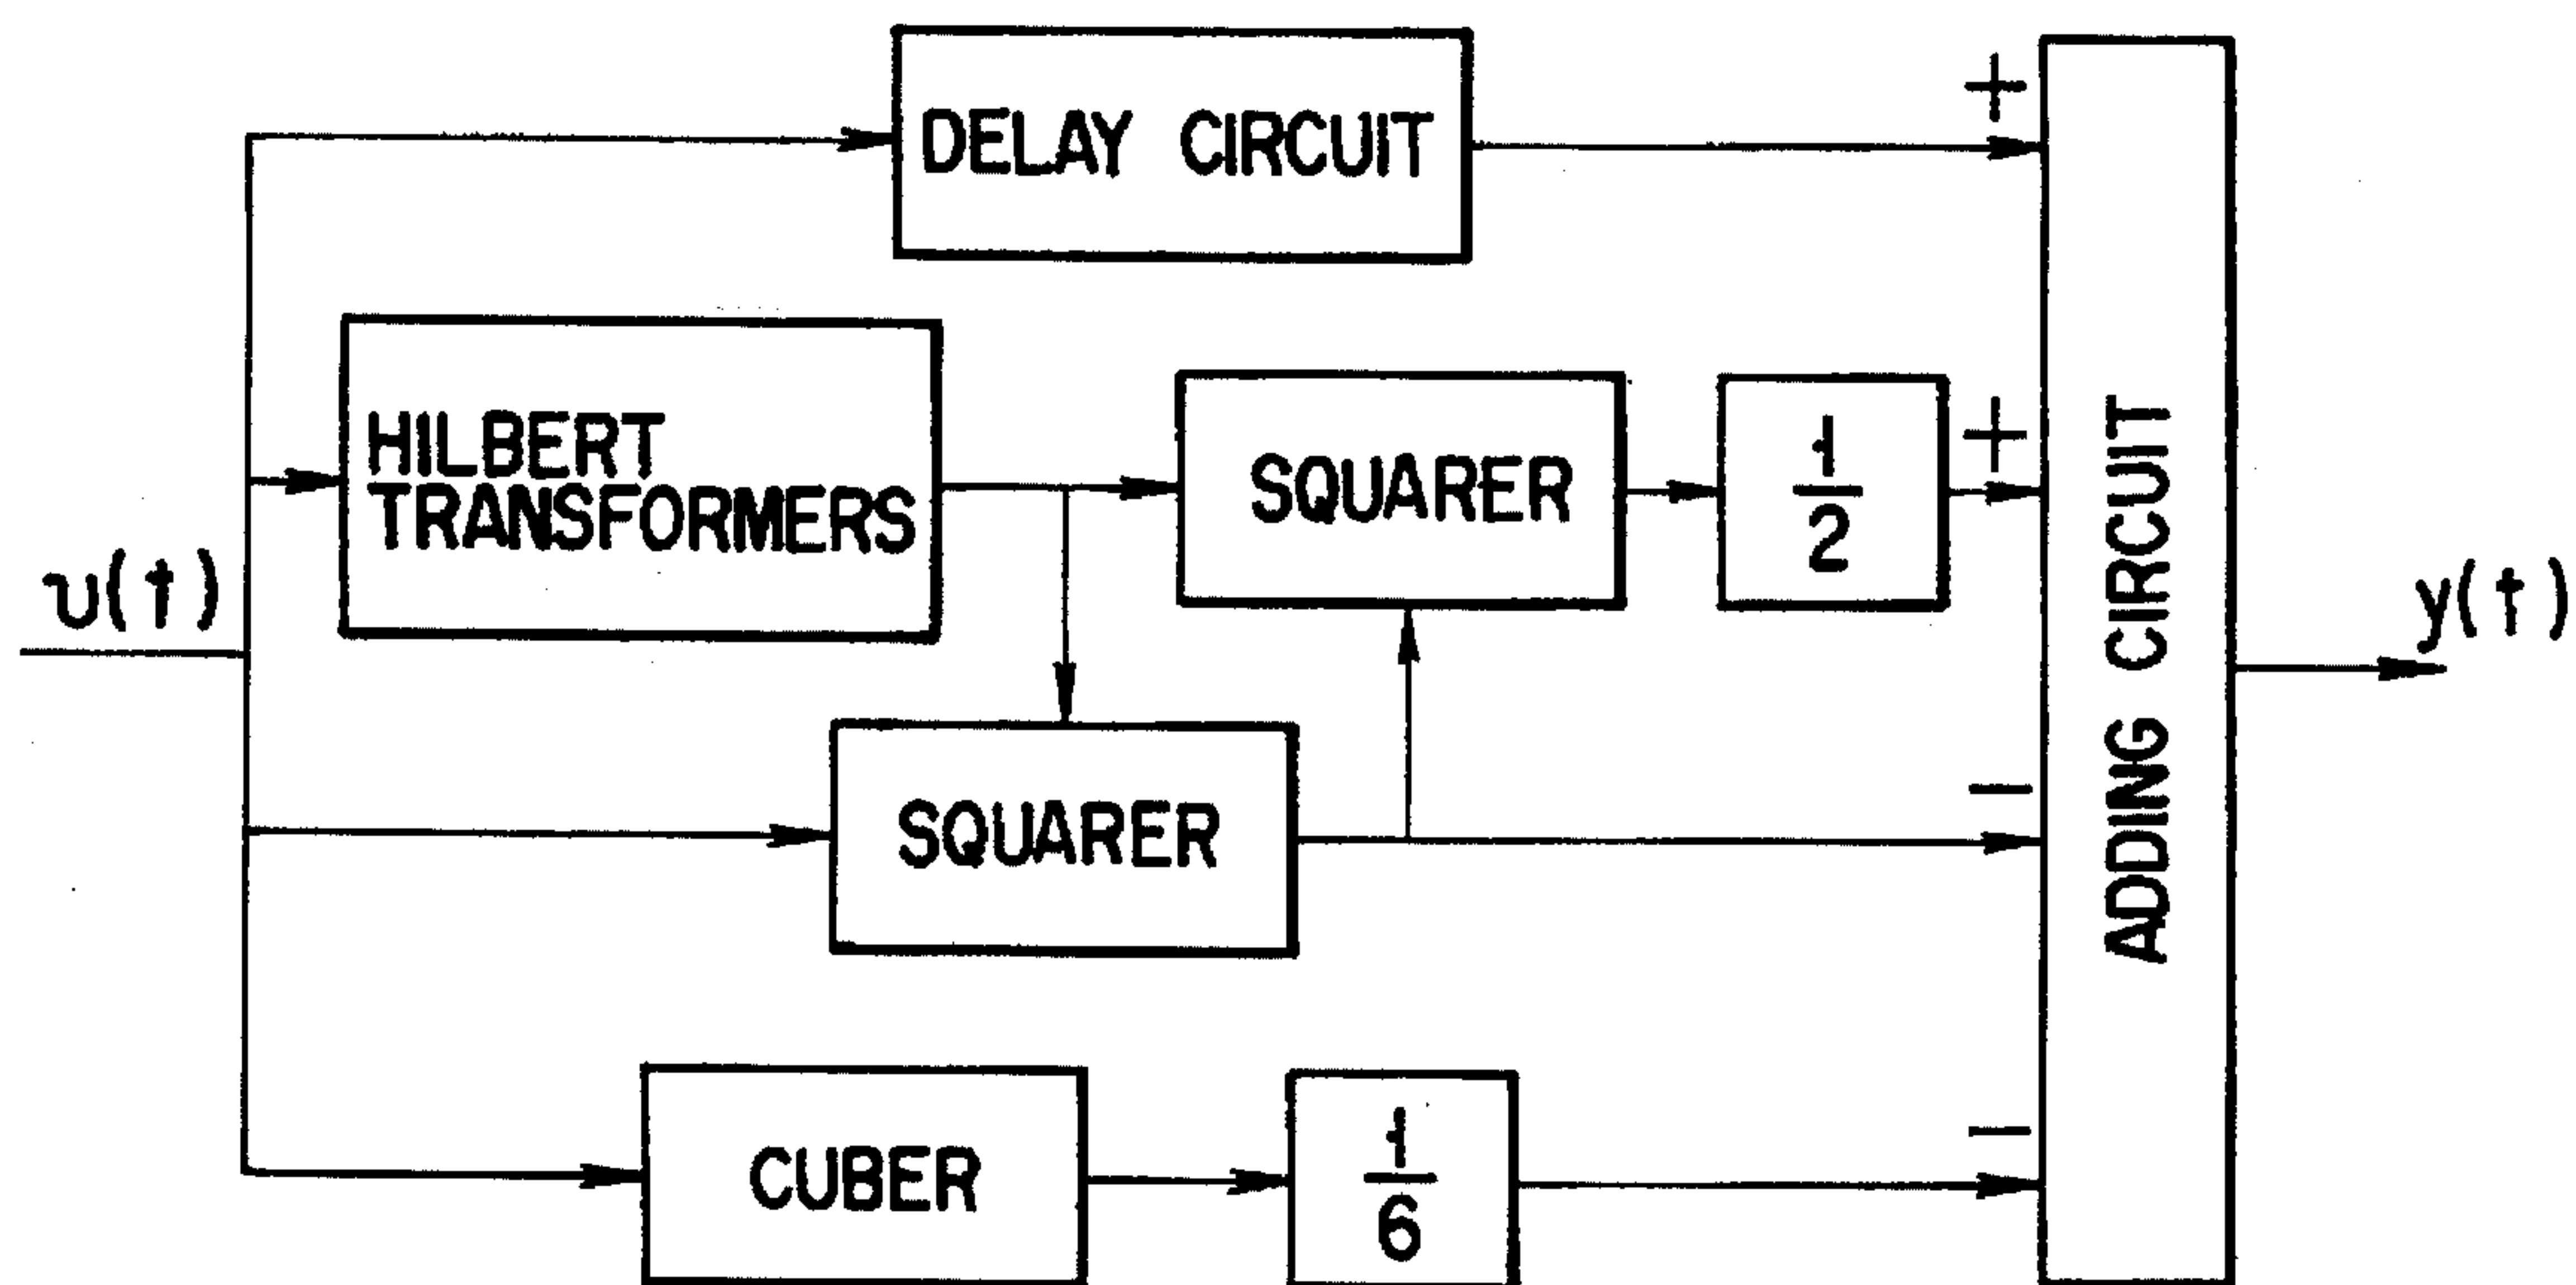 DELAY CIRCUIT
+
HILBERT
TRANSFORMERS
SQUARER
1
2
+
υ(t)
ADDING CIRCUIT
y(t)
SQUARER
−
CUBER
1
6
−